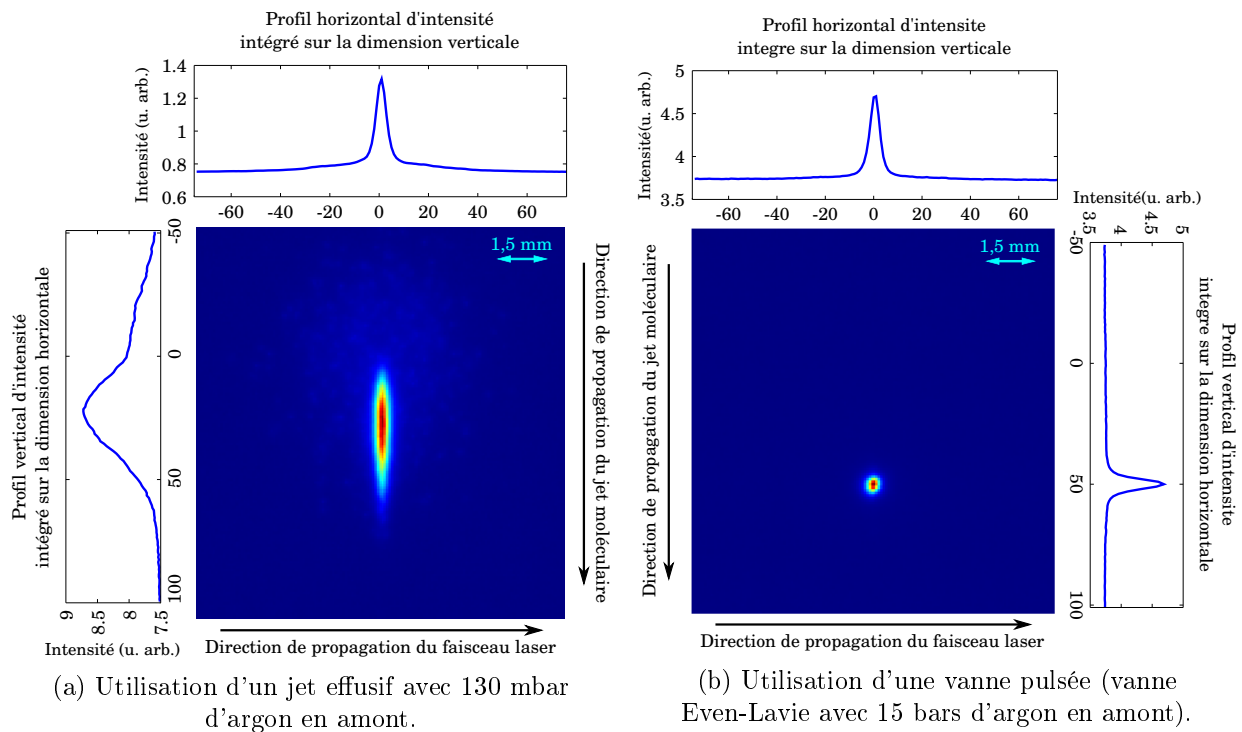 Profil horizontal d'intensité
intégré sur la dimension verticale
Intensité (u. arb.)
1.4
1.2
1
0.8
0.6
-60 -40 -20 0 20 40 60
Profil vertical d'intensité
intégré sur la dimension horizontale
-50
0
50
100
9 8.5 8 7.5
Intensité (u. arb.)
1,5 mm
Direction de propagation du jet moléculaire
Direction de propagation du faisceau laser
(a) Utilisation d'un jet effusif avec 130 mbar
d'argon en amont.
Profil horizontal d'intensite
integre sur la dimension verticale
Intensité(u. arb.)
5
4.5
4
3.5
-60 -40 -20 0 20 40 60
Direction de propagation du jet moléculaire
1,5 mm
Intensité(u. arb.)
3.5 4 4.5 5
-50
0
50
100
Profil vertical d'intensite
integre sur la dimension horizontale
Direction de propagation du faisceau laser
(b) Utilisation d'une vanne pulsée (vanne
Even-Lavie avec 15 bars d'argon en amont).